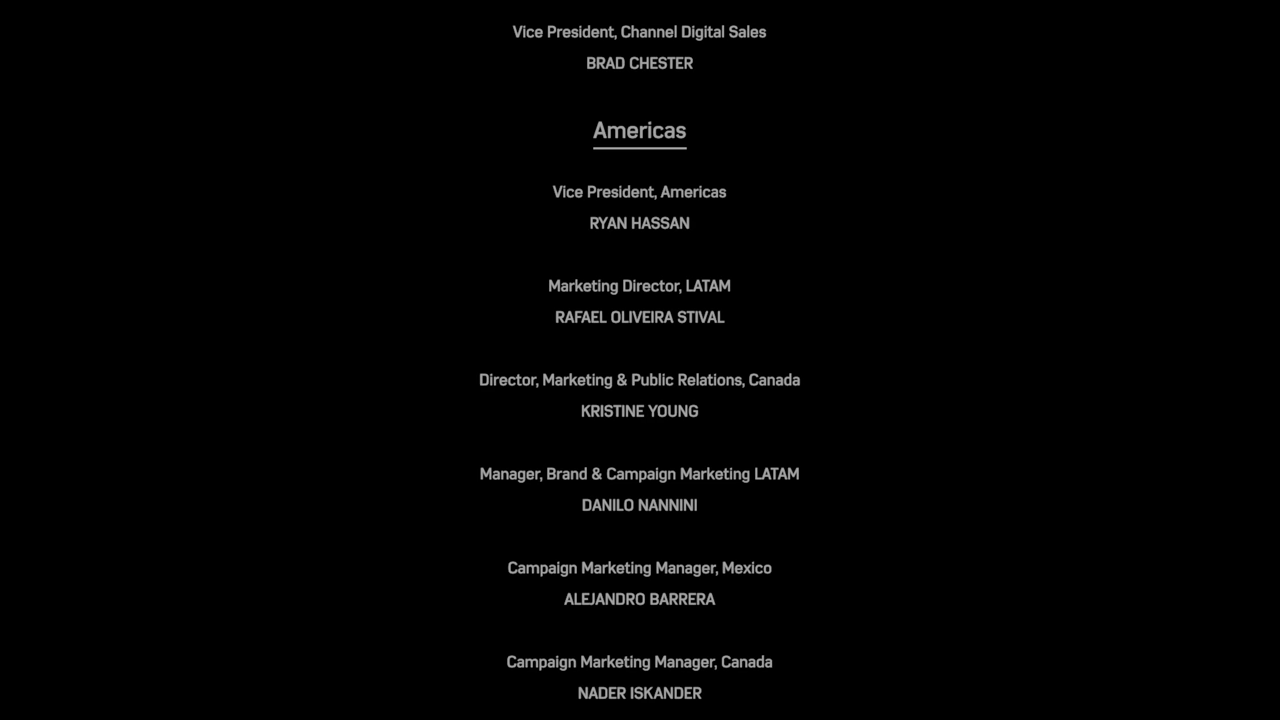 Vice President, Channel Digital Sales
BRAD CHESTER
Americas
Vice President, Americas
RYAN HASSAN
Marketing Director, LATAM
RAFAEL OLIVEIRA STIVAL
Director, Marketing & Public Relations, Canada
KRISTINE YOUNG
Manager, Brand & Campaign Marketing LATAM
DANILO NANNINI
Campaign Marketing Manager, Mexico
ALEJANDRO BARRERA
Campaign Marketing Manager, Canada
NADER ISKANDER